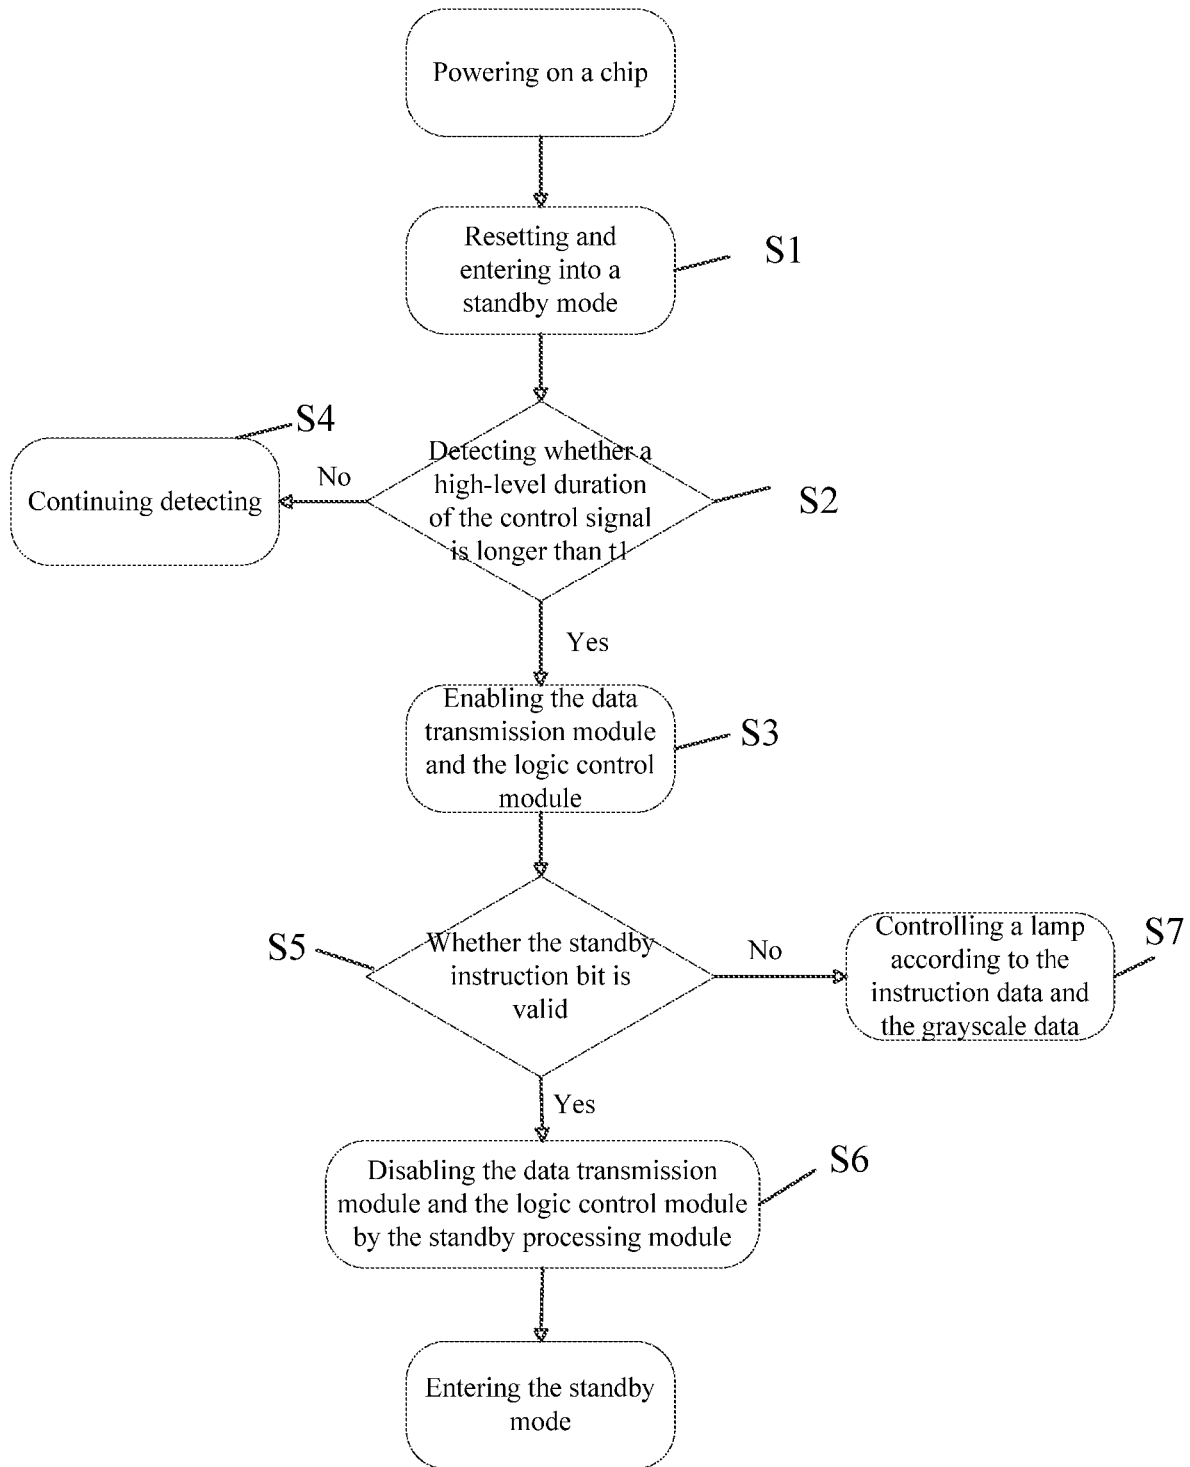 Powering on a chip
Resetting and
entering into a
standby mode
S1
S4
Continuing detecting
No
Detecting whether a
high-level duration
of the control signal
is longer than t1
S2
Yes
Enabling the data
transmission module
and the logic control
module
S3
S5
Whether the standby
instruction bit is
valid
No
Controlling a lamp
according to the
instruction data and
the grayscale data
S7
Yes
Disabling the data transmission
module and the logic control module
by the standby processing module
S6
Entering the standby
mode